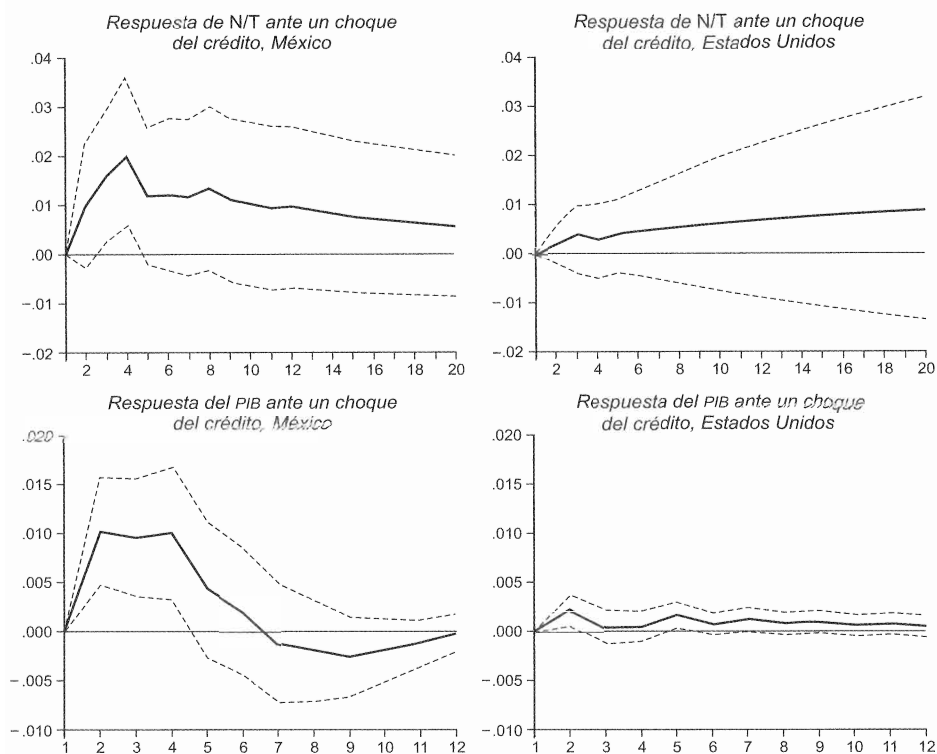 Respuesta de N/T ante un choque
del crédito, México
.04
.03
.02
.01
.00
−.01
−.02
2 4 6 8 10 12 14 16 18 20
Respuesta de N/T ante un choque
del crédito, Estados Unidos
.04
.03
.02
.01
.00
−.01
−.02
2 4 6 8 10 12 14 16 18 20
Respuesta del PIB ante un choque
del crédito, México
.020
.015
.010
.005
.000
−.005
−.010
1 2 3 4 5 6 7 8 9 10 11 12
Respuesta del PIB ante un choque
del crédito, Estados Unidos
.020
.015
.010
.005
.000
−.005
−.010
1 2 3 4 5 6 7 8 9 10 11 12